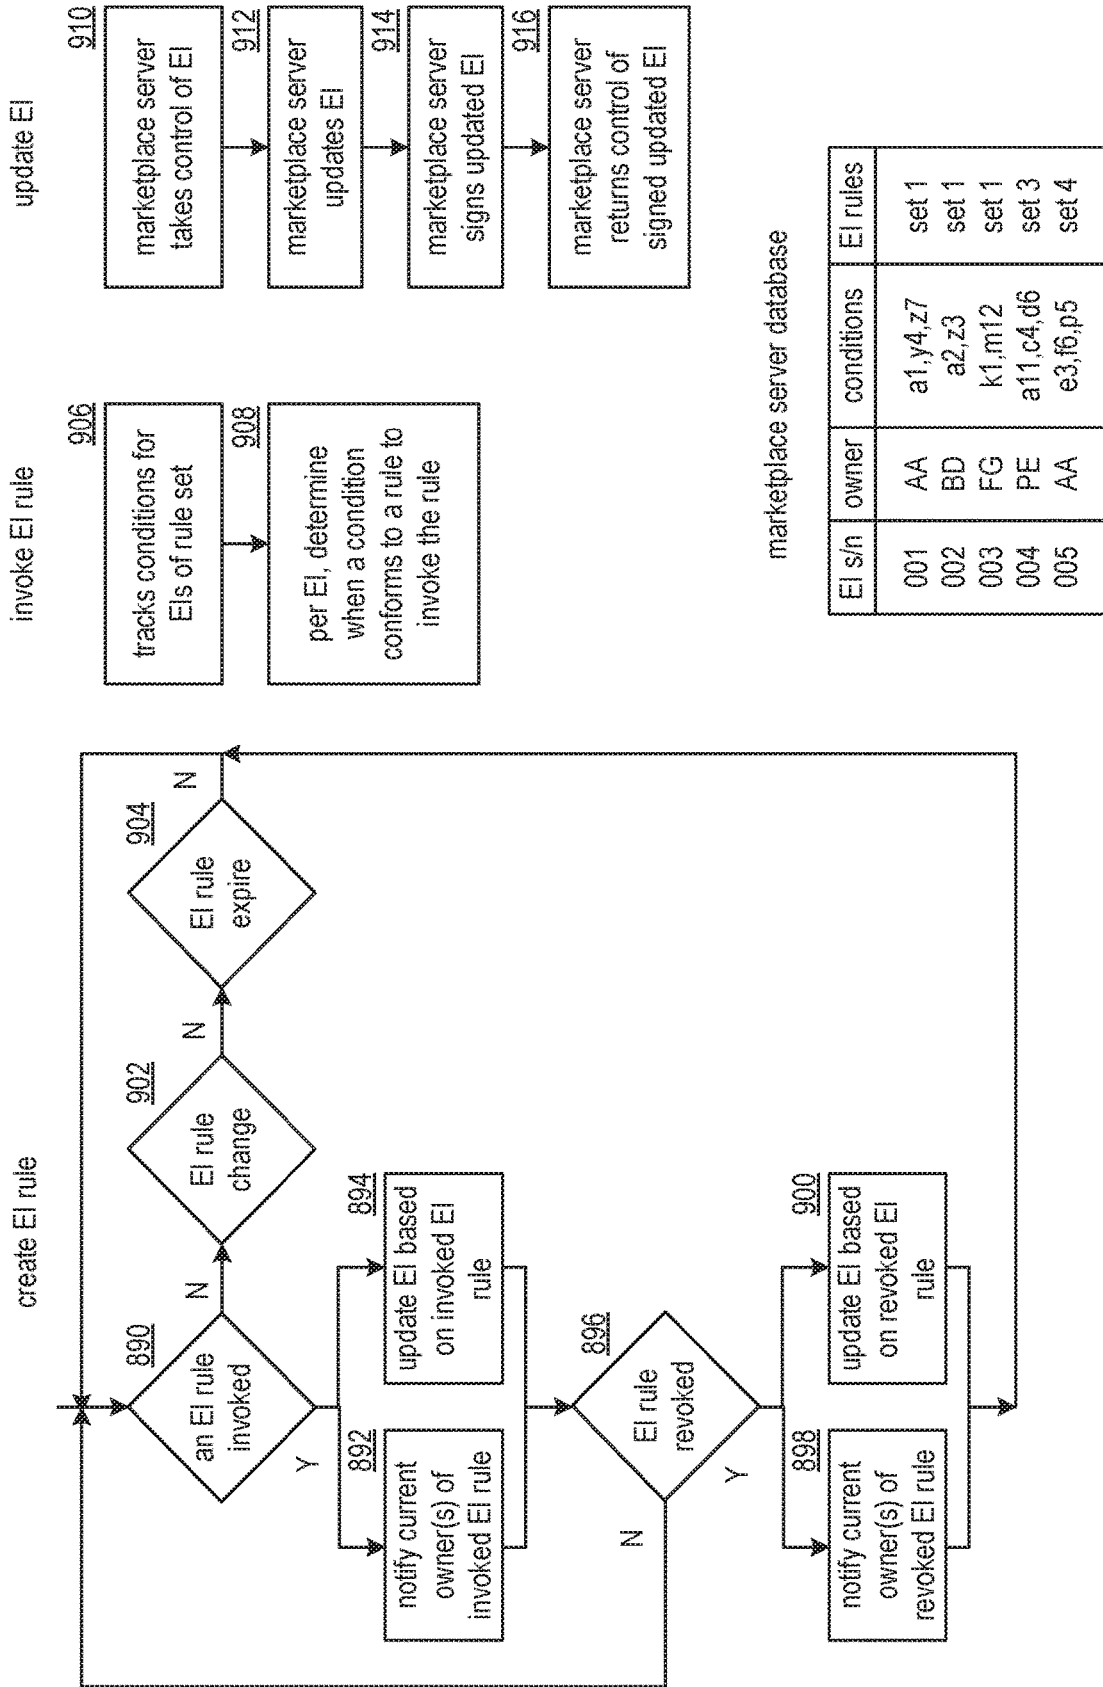 create EI rule
890
an EI rule
invoked
N
902
EI rule
change
N
904
EI rule
expire
N
Y
892
notify current
owner(s) of
invoked EI rule
894
update EI based
on invoked EI
rule
896
EI rule
revoked
N
Y
898
notify current
owner(s) of
revoked EI rule
900
update EI based
on revoked EI
rule
invoke EI rule
906
tracks conditions for
EIs of rule set
908
per EI, determine
when a condition
conforms to a rule to
invoke the rule
update EI
910
marketplace server
takes control of EI
912
marketplace server
updates EI
914
marketplace server
signs updated EI
916
marketplace server
returns control of
signed updated EI
marketplace server database
EI s/n owner conditions EI rules
001 AA a1,y4,z7 set 1
002 BD a2,z3 set 1
003 FG k1,m12 set 1
004 PE a11,c4,d6 set 3
005 AA e3,f6,p5 set 4